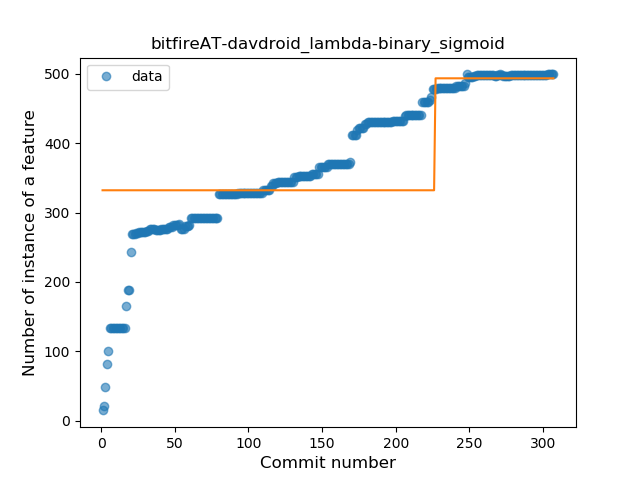 bitfireAT-davdroid_lambda-binary_sigmoid
data
Number of instance of a feature
500
400
300
200
100
0
0 50 100 150 200 250 300
Commit number